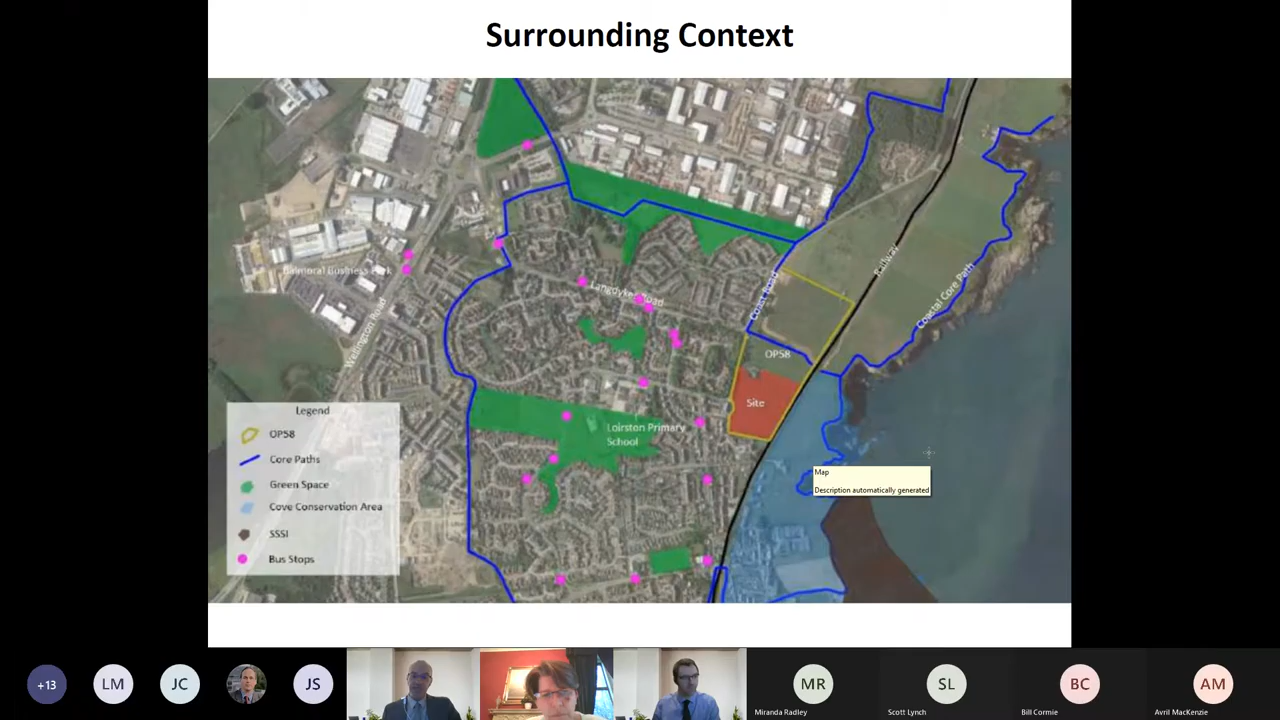 Surrounding Context
Balmoral Business Park
Wellington Road
Langdykes Road
Coast Road
Railway
Coastal Core Path
OP58
Site
Loirston Primary
School
Legend
OP58
Core Paths
Green Space
Cove Conservation Area
SSSI
Bus Stops
Map
Description automatically generated
+13
LM
JC
JS
MR
SL
BC
AM
Miranda Radley
Scott Lynch
Bill Cormie
Avril MacKenzie